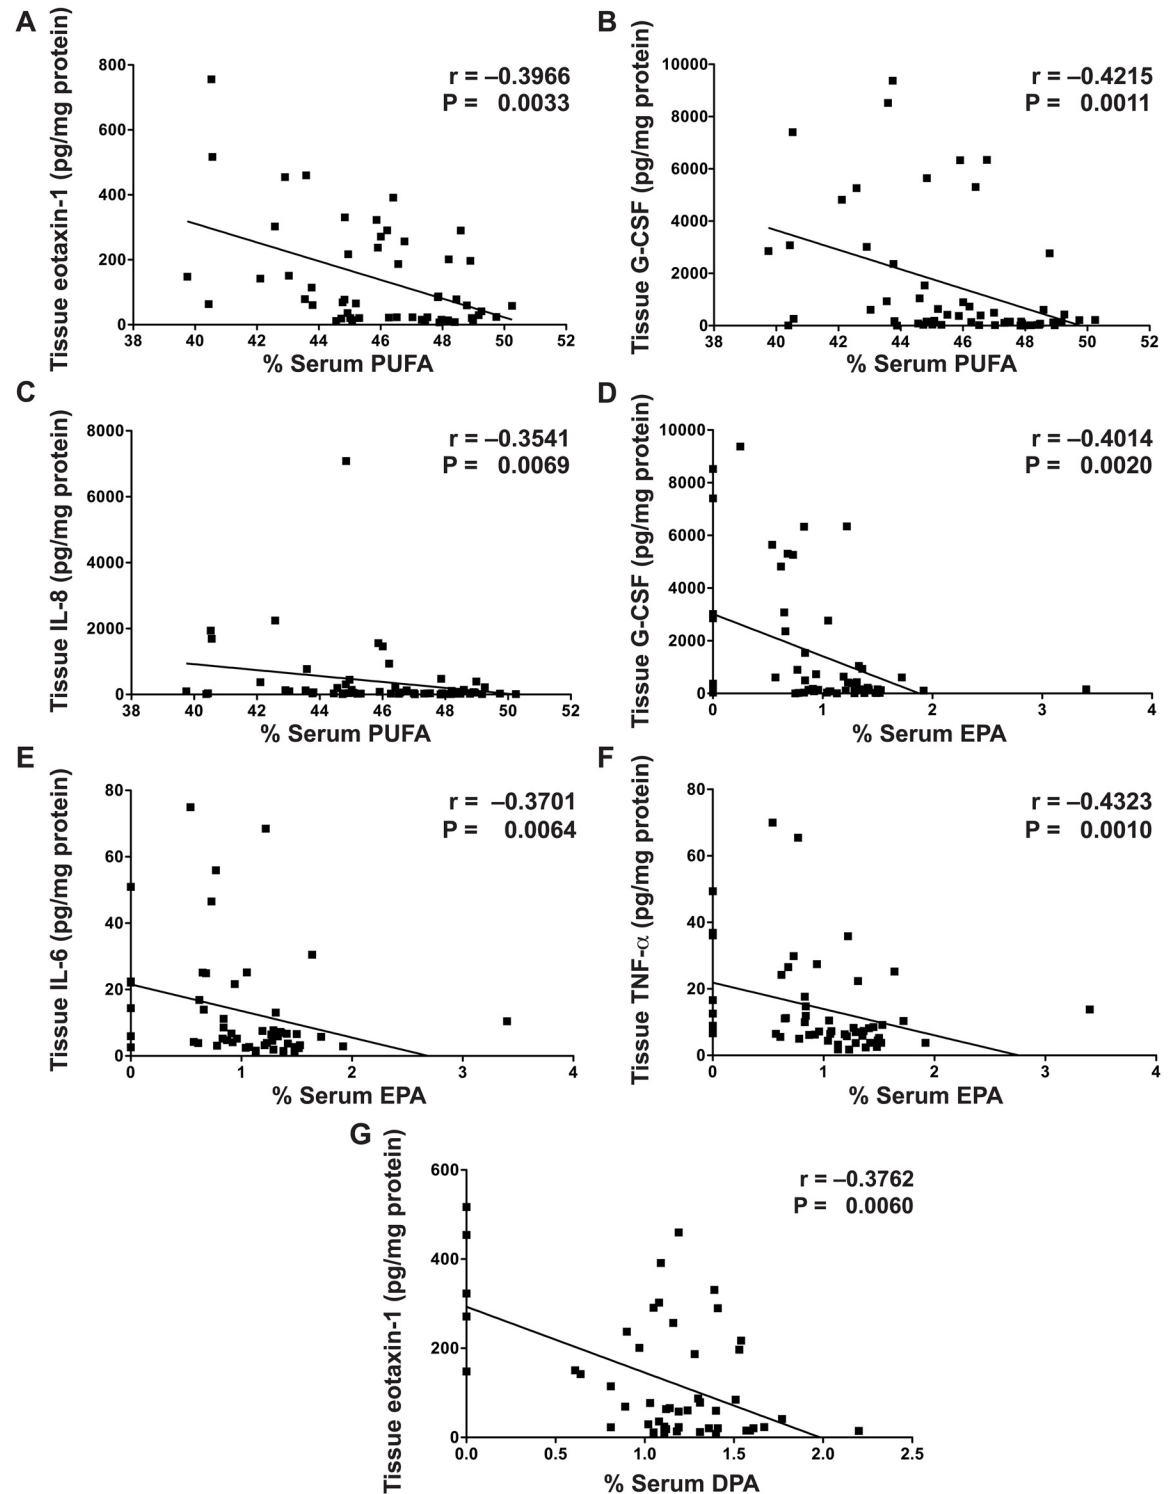 A
Tissue eotaxin-1 (pg/mg protein)
800
600
400
200
0
r = –0.3966
P = 0.0033
38 40 42 44 46 48 50 52
% Serum PUFA
B
Tissue G-CSF (pg/mg protein)
10000
8000
6000
4000
2000
0
r = –0.4215
P = 0.0011
38 40 42 44 46 48 50 52
% Serum PUFA
C
Tissue IL-8 (pg/mg protein)
8000
6000
4000
2000
0
r = –0.3541
P = 0.0069
38 40 42 44 46 48 50 52
% Serum PUFA
D
Tissue G-CSF (pg/mg protein)
10000
8000
6000
4000
2000
0
r = –0.4014
P = 0.0020
0 1 2 3 4
% Serum EPA
E
Tissue IL-6 (pg/mg protein)
80
60
40
20
0
r = –0.3701
P = 0.0064
0 1 2 3 4
% Serum EPA
F
Tissue TNF-α (pg/mg protein)
80
60
40
20
0
r = –0.4323
P = 0.0010
0 1 2 3 4
% Serum EPA
G
Tissue eotaxin-1 (pg/mg protein)
600
400
200
0
r = –0.3762
P = 0.0060
0.0 0.5 1.0 1.5 2.0 2.5
% Serum DPA